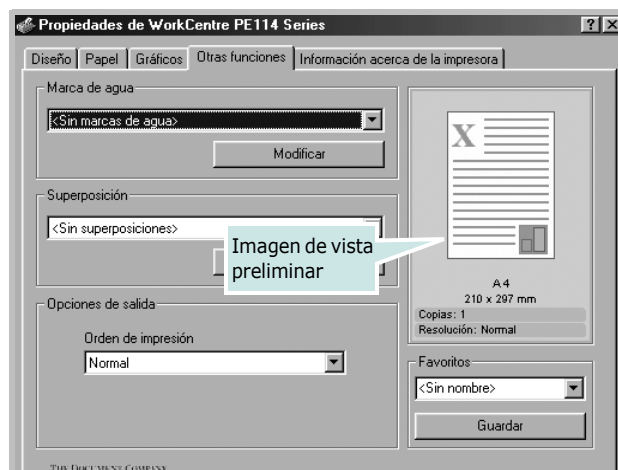 Propiedades de WorkCentre PE114 Series
Diseño Papel Gráficos Otras funciones Información acerca de la impresora
Marca de agua
<Sin marcas de agua>
Modificar
Superposición
<Sin superposiciones>
Imagen de vista
preliminar
Opciones de salida
Orden de impresión
Normal
X
A4
210 x 297 mm
Copias: 1
Resolución: Normal
Favoritos
<Sin nombre>
Guardar
THE DOCUMENT COMPANY